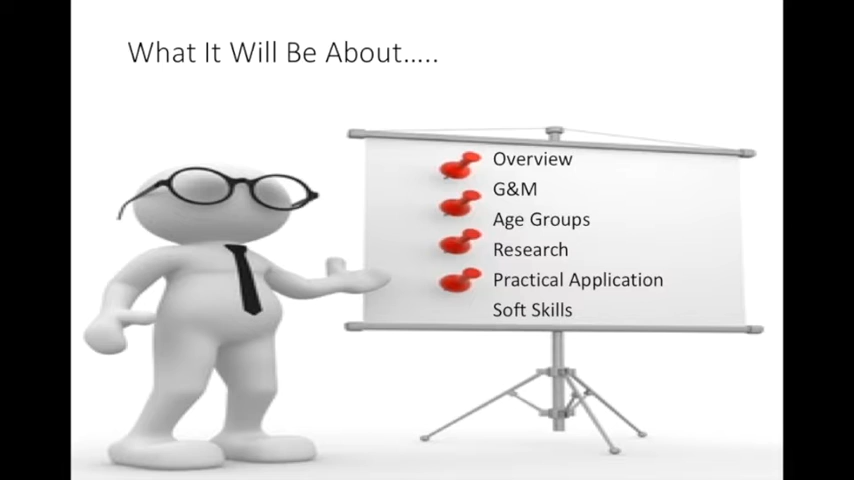 What It Will Be About.....
Overview
G&M
Age Groups
Research
Practical Application
Soft Skills